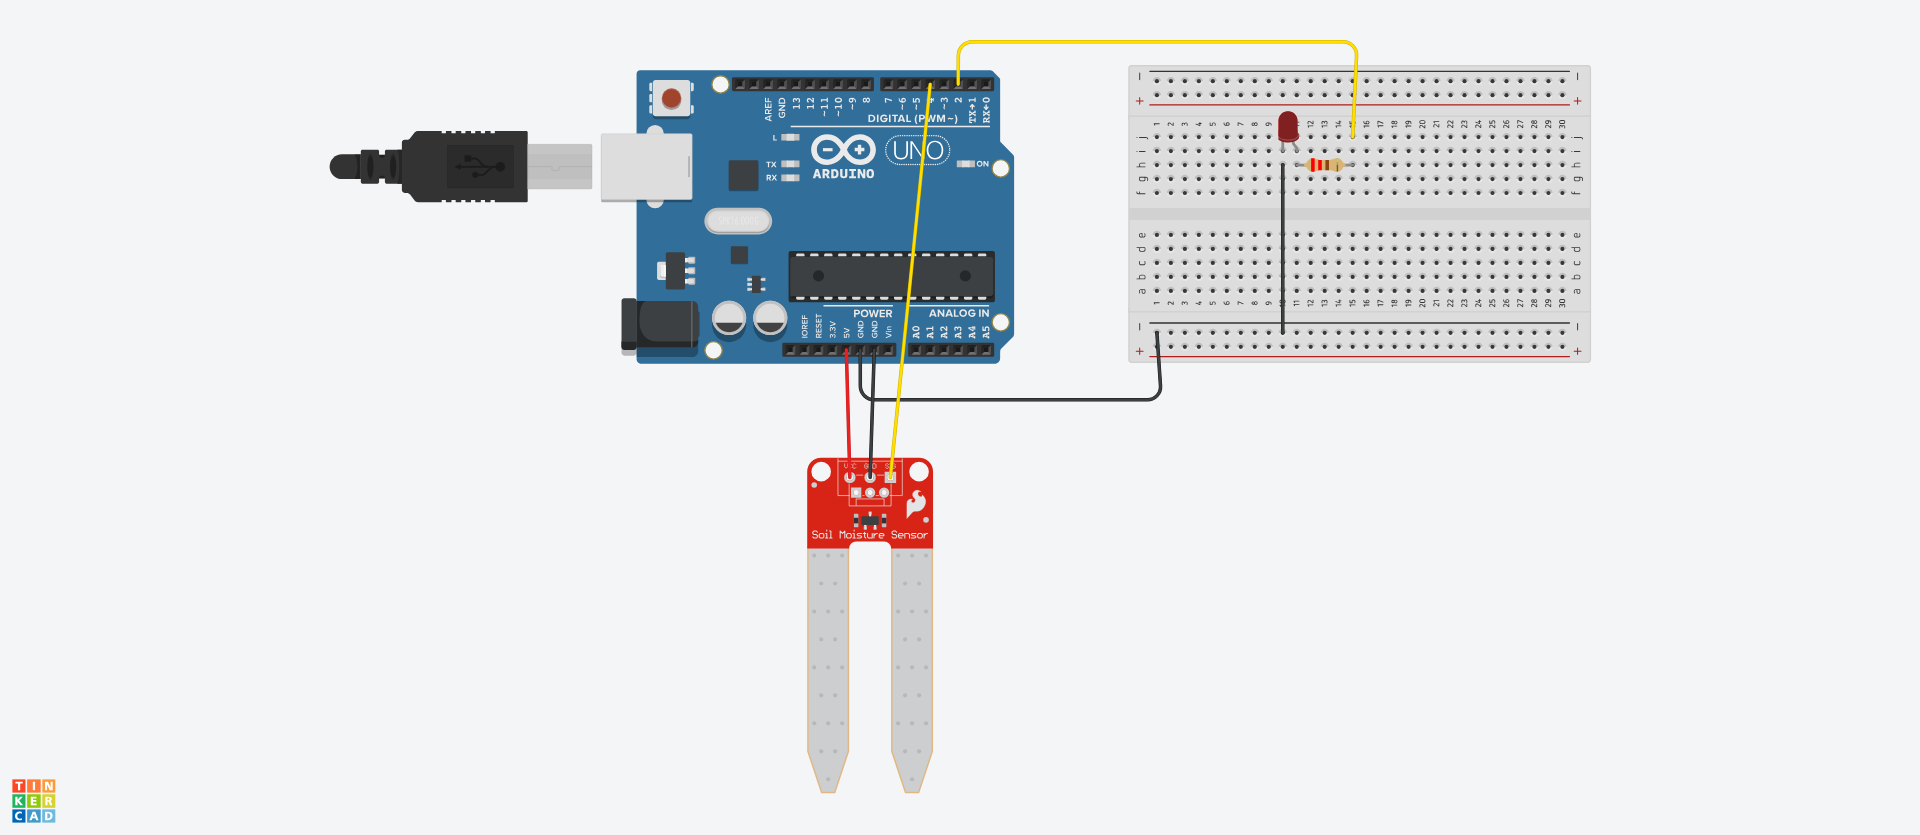 AREF
GND
13
12
~11
~10
~9
8
7
~6
~5
4
~3
2
TX→1
RX←0
DIGITAL (PWM~)
L
TX
RX
UNO
ON
ARDUINO
POWER
ANALOG IN
IOREF
RESET
3.3V
5V
GND
GND
Vin
A0
A1
A2
A3
A4
A5
− −
+ +
1 2 3 4 5 6 7 8 9 11 12 13 14 15 16 17 18 19 20 21 22 23 24 25 26 27 28 29 30
j j
i i
h h
g g
f f
e e
d d
c c
b b
a a
1 2 3 4 5 6 7 8 9 10 11 12 13 14 15 16 17 18 19 20 21 22 23 24 25 26 27 28 29 30
− −
+ +
Soil Moisture Sensor
TIN
KER
CAD